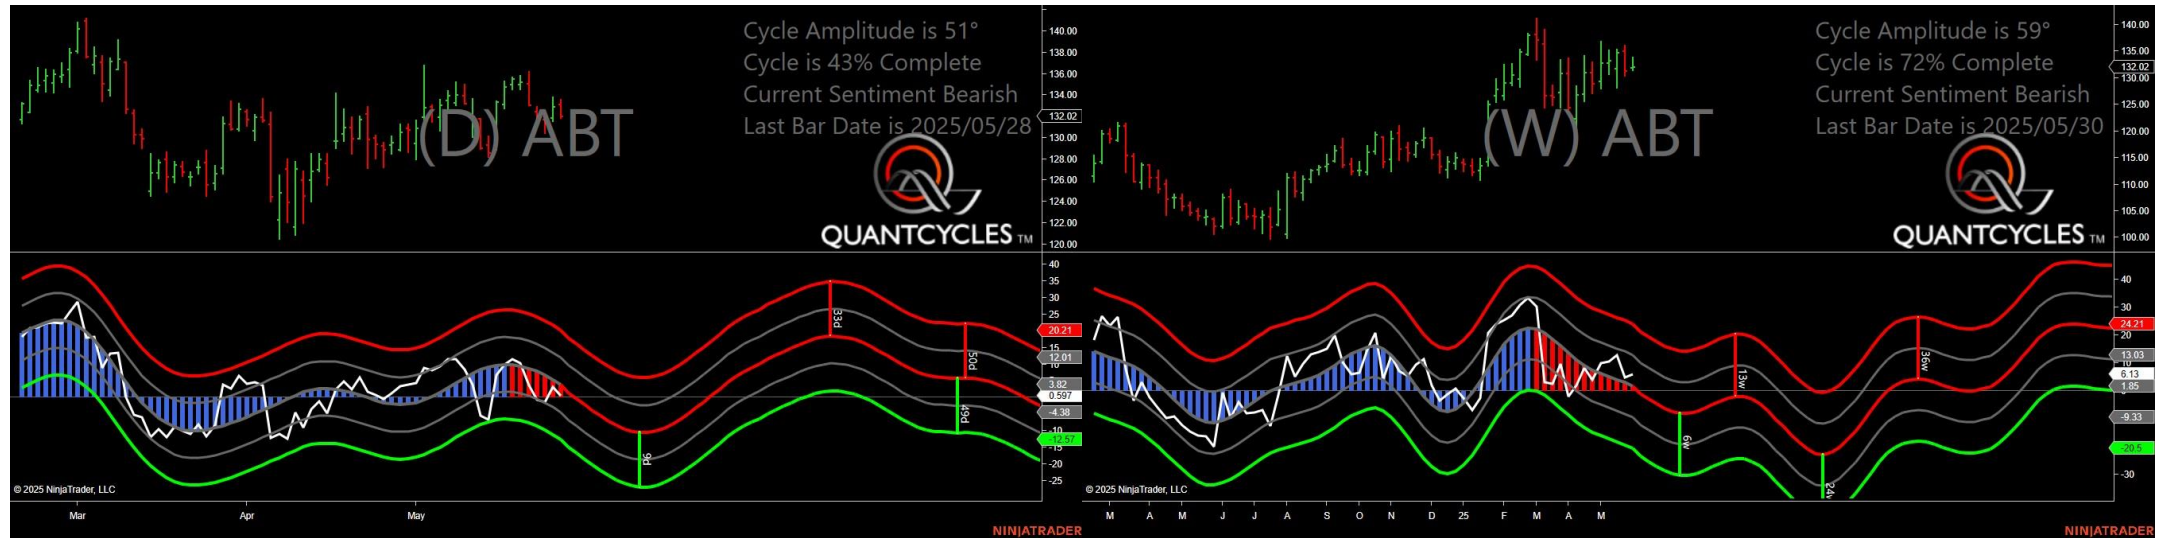 Cycle Amplitude is 51°
Cycle is 43% Complete
Current Sentiment Bearish
Last Bar Date is 2025/05/28
(D) ABT
QUANTCYCLES TM
140.00
138.00
136.00
134.00
132.02
130.00
128.00
126.00
124.00
122.00
120.00
40
35
30
25
20.21
15
12.01
10
3.82
0.597
-4.38
-10
-12.57
-15
-20
-25
33d
50d
49d
9d
© 2025 NinjaTrader, LLC
Mar
Apr
May
NINJATRADER
Cycle Amplitude is 59°
Cycle is 72% Complete
Current Sentiment Bearish
Last Bar Date is 2025/05/30
(W) ABT
QUANTCYCLES TM
140.00
135.00
132.02
130.00
125.00
120.00
115.00
110.00
105.00
100.00
40
30
24.21
20
13.03
6.13
1.85
-9.33
-20.5
-30
13w
36w
6w
© 2025 NinjaTrader, LLC
M A M J J A S O N D 25 F M A M
NINJATRADER